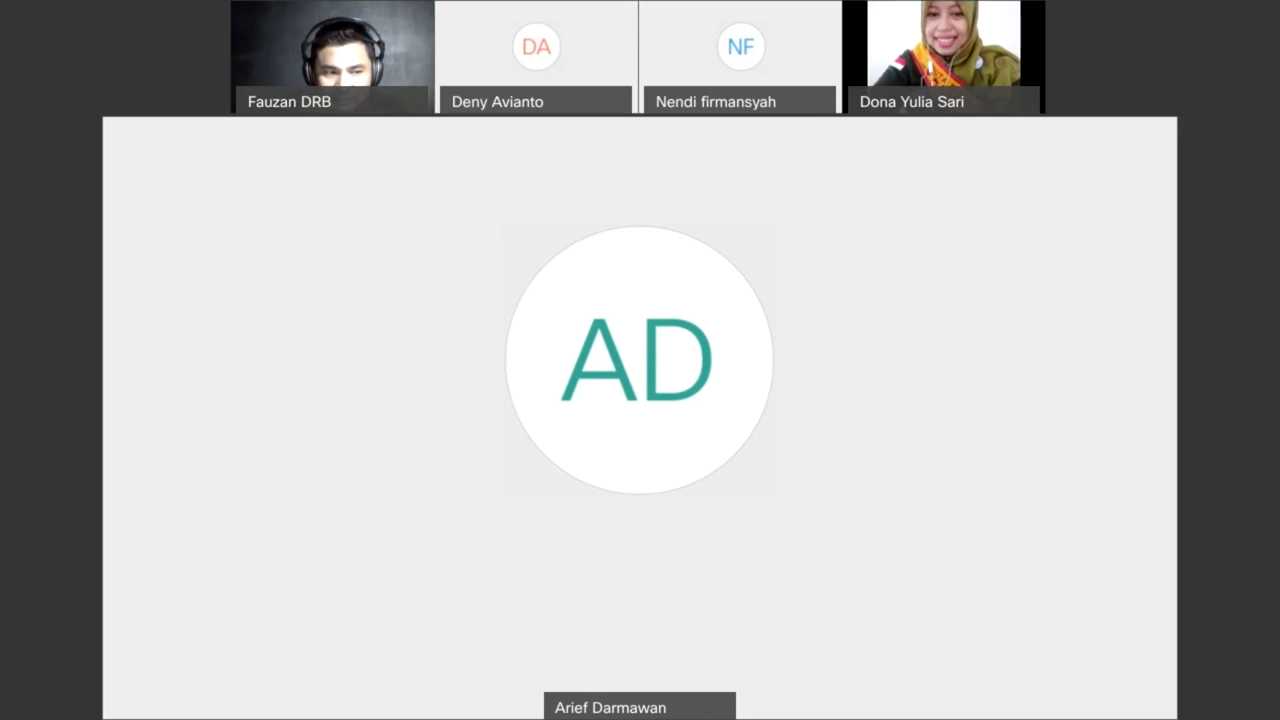 DA
NF
Fauzan DRB
Deny Avianto
Nendi firmansyah
Dona Yulia Sari
AD
Arief Darmawan